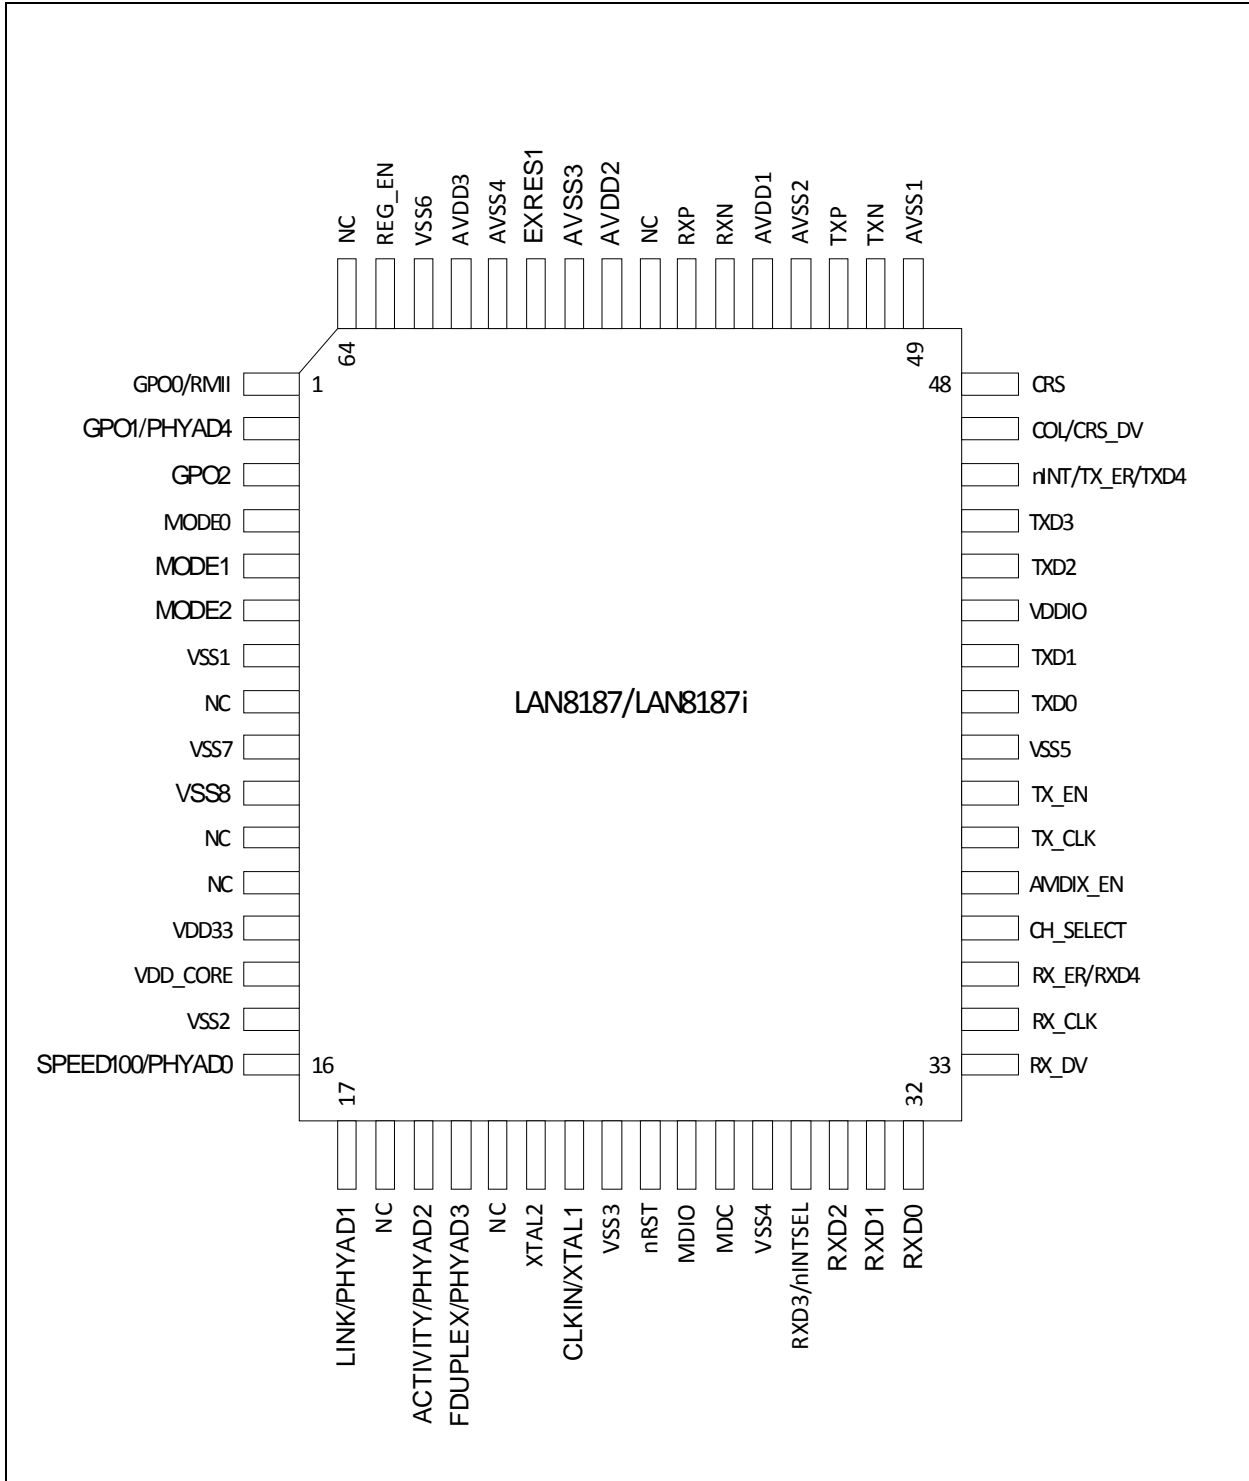 NC
REG_EN
VSS6
AVDD3
AVSS4
EXRES1
AVSS3
AVDD2
NC
RXP
RXN
AVDD1
AVSS2
TXP
TXN
AVSS1
64
49
GPO0/RMII
1
48
CRS
GPO1/PHYAD4
COL/CRS_DV
GPO2
nINT/TX_ER/TXD4
MODE0
TXD3
MODE1
TXD2
MODE2
VDDIO
VSS1
TXD1
NC
LAN8187/LAN8187i
TXD0
VSS7
VSS5
VSS8
TX_EN
NC
TX_CLK
NC
AMDIX_EN
VDD33
CH_SELECT
VDD_CORE
RX_ER/RXD4
VSS2
RX_CLK
SPEED100/PHYAD0
16
33
RX_DV
17
32
LINK/PHYAD1
NC
ACTIVITY/PHYAD2
FDUPLEX/PHYAD3
NC
XTAL2
CLKIN/XTAL1
VSS3
nRST
MDIO
MDC
VSS4
RXD3/nINTSEL
RXD2
RXD1
RXD0